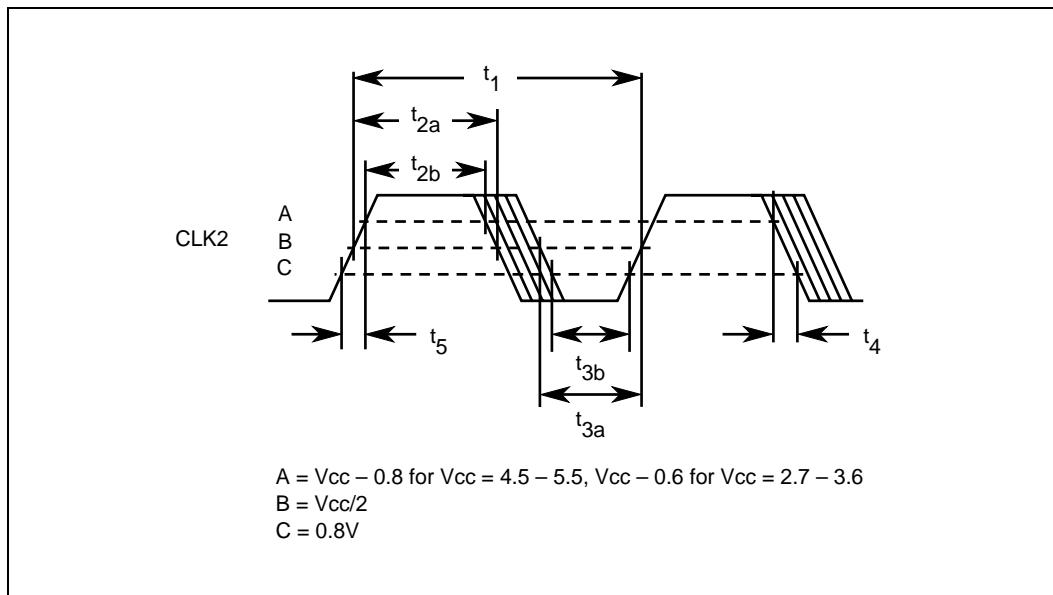 t1
t2a
t2b
A
CLK2
B
C
t5
t4
t3b
t3a
A = Vcc – 0.8 for Vcc = 4.5 – 5.5, Vcc – 0.6 for Vcc = 2.7 – 3.6
B = Vcc/2
C = 0.8V